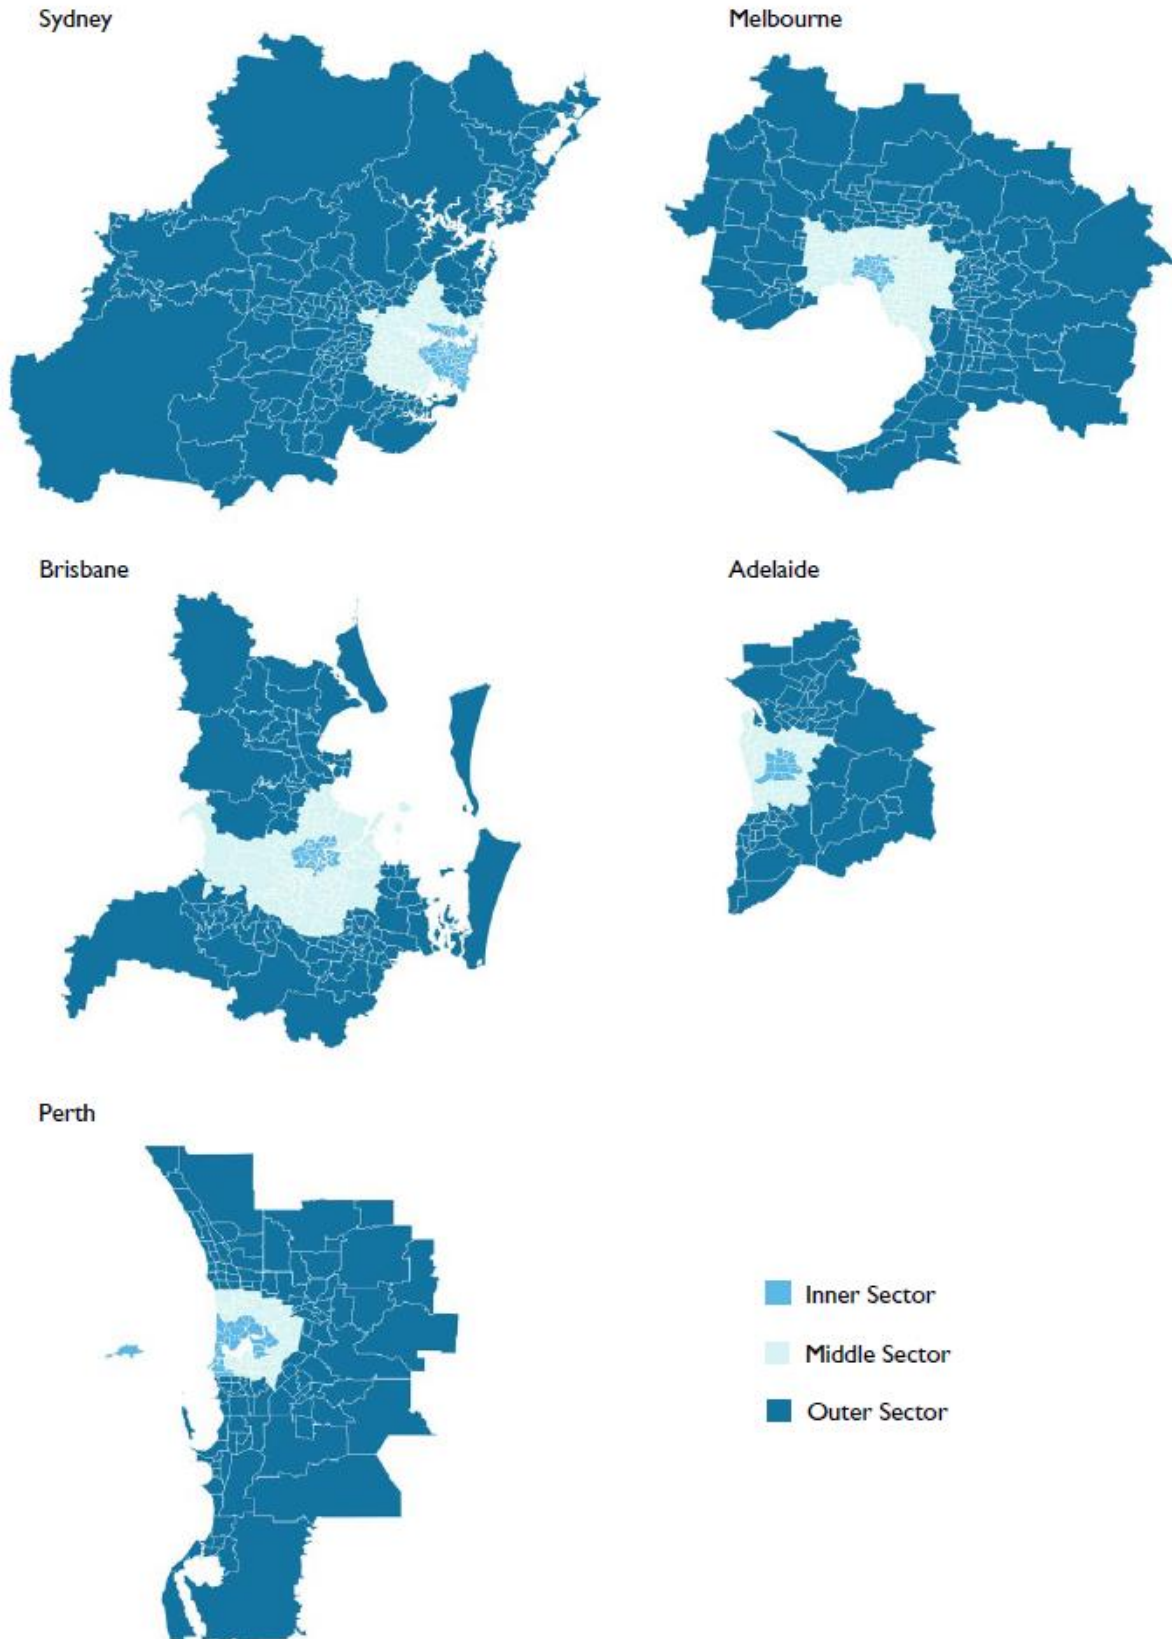 Sydney
Melbourne
Brisbane
Adelaide
Perth
Inner Sector
Middle Sector
Outer Sector